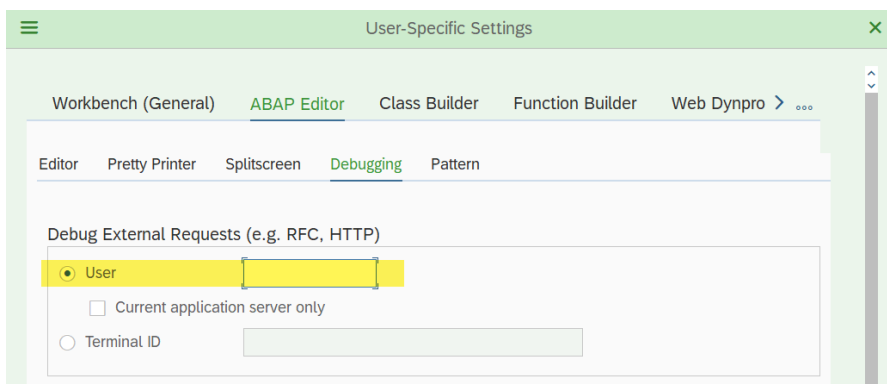 User-Specific Settings
Workbench (General) ABAP Editor Class Builder Function Builder Web Dynpro
Editor Pretty Printer Splitscreen Debugging Pattern
Debug External Requests (e.g. RFC, HTTP)
User
Current application server only
Terminal ID